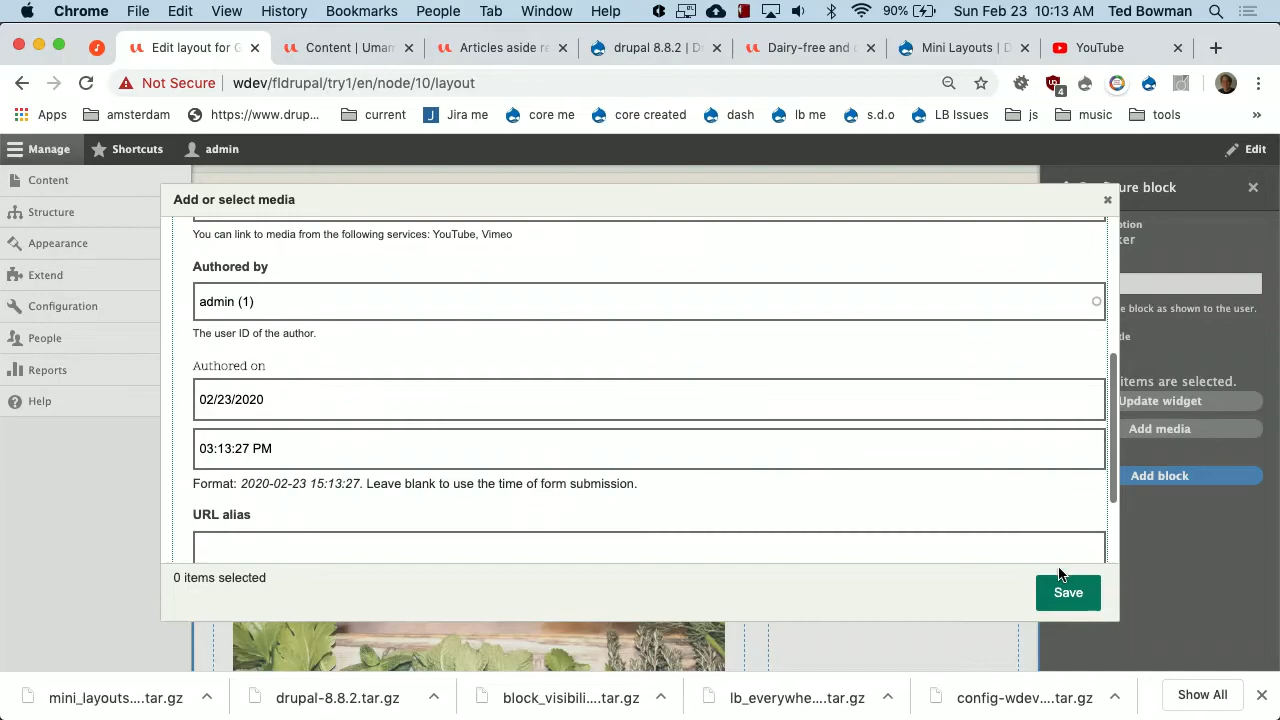 Chrome File Edit View History Bookmarks People Tab Window Help 90% Sun Feb 23 10:13 AM Ted Bowman
Edit layout for G Content | Umam Articles aside re drupal 8.8.2 | D Dairy-free and Mini Layouts | D YouTube
Not Secure wdev/fldrupal/try1/en/node/10/layout 4
Apps amsterdam https://www.drup... current Jira me core me core created dash lb me s.d.o LB Issues js music tools »
Manage Shortcuts admin Edit
Content
Structure
Appearance
Extend
Configuration
People
Reports
Help
Add or select media
You can link to media from the following services: YouTube, Vimeo
Authored by
admin (1)
The user ID of the author.
Authored on
02/23/2020
03:13:27 PM
Format: 2020-02-23 15:13:27. Leave blank to use the time of form submission.
URL alias
0 items selected
Save
ure block
ption
ker
e block as shown to the user.
tle
items are selected.
Update widget
Add media
Add block
mini_layouts....tar.gz drupal-8.8.2.tar.gz block_visibili....tar.gz lb_everywhe....tar.gz config-wdev....tar.gz Show All